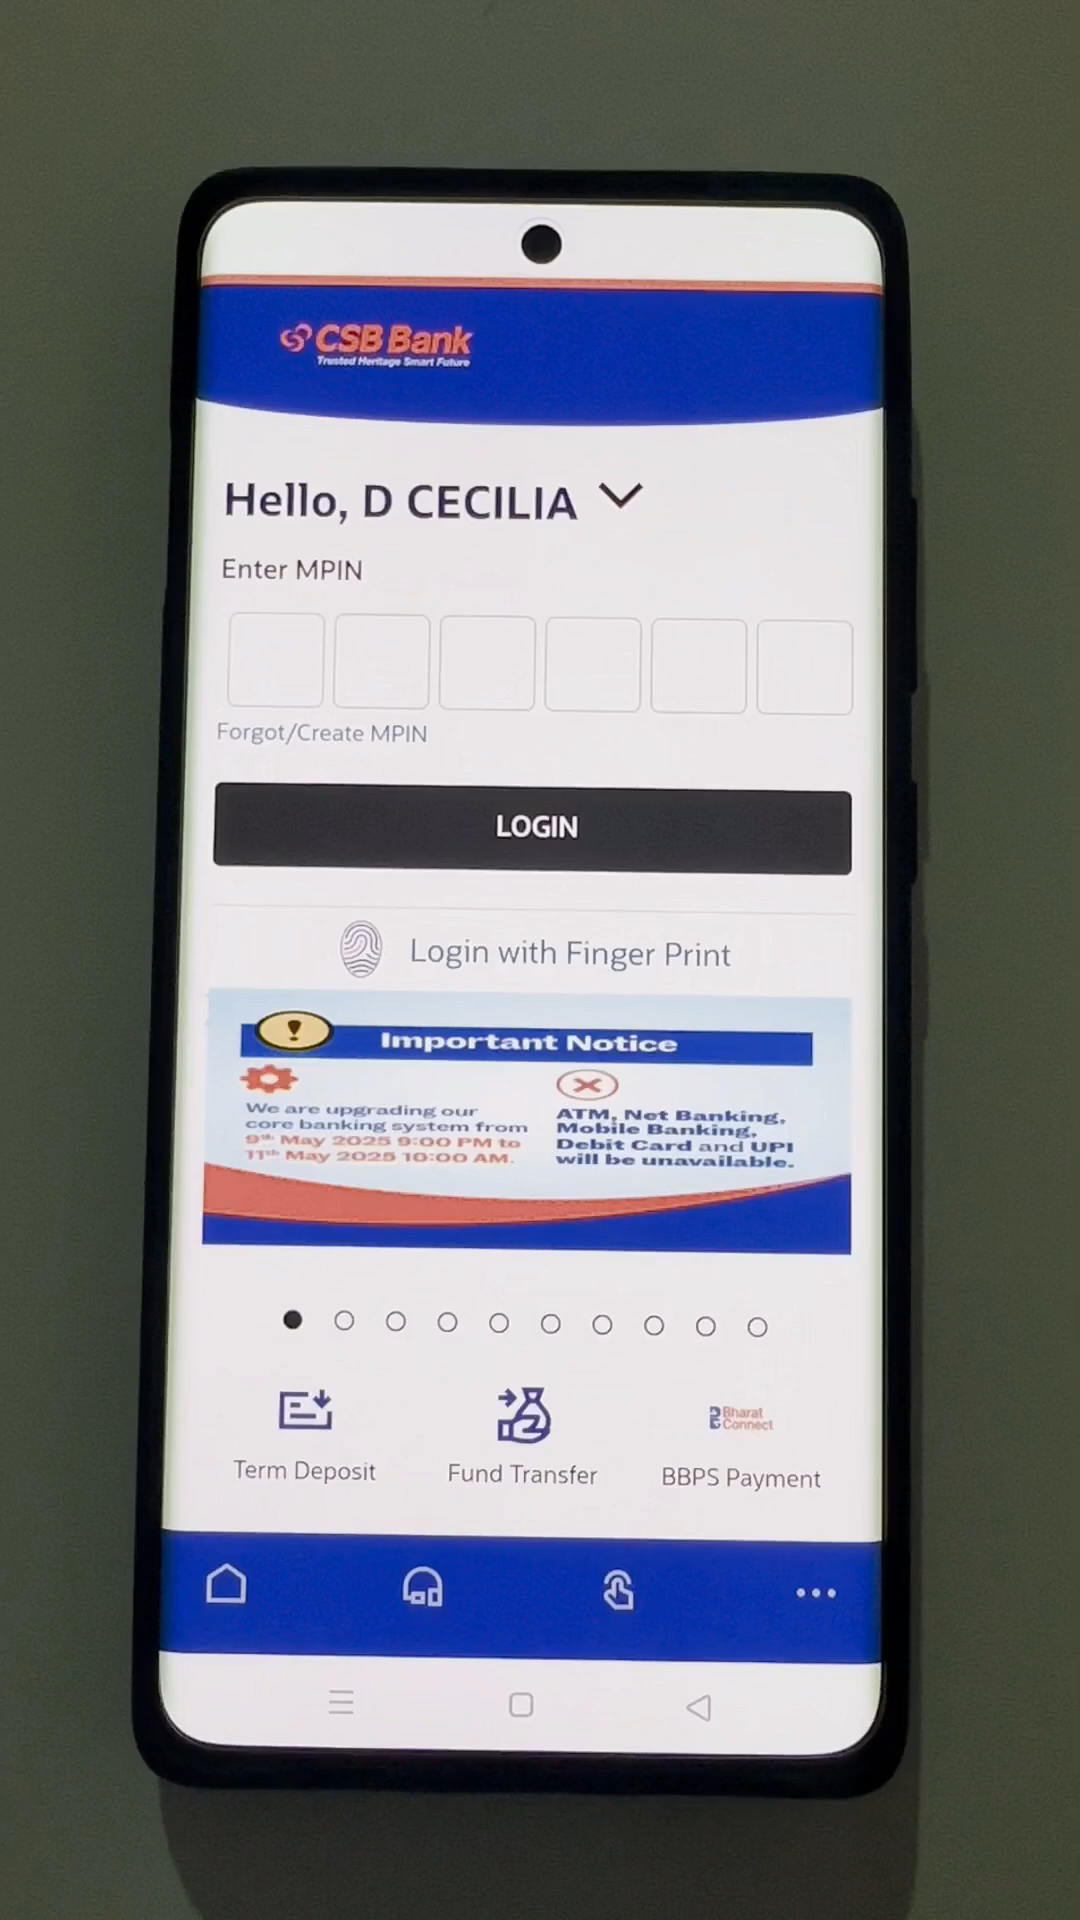 CSB Bank
Trusted Heritage Smart Future
Hello, D CECILIA
Enter MPIN
Forgot/Create MPIN
LOGIN
Login with Finger Print
Important Notice
We are upgrading our
core banking system from
9th May 2025 9:00 PM to
11th May 2025 10:00 AM.
ATM, Net Banking,
Mobile Banking,
Debit Card and UPI
will be unavailable.
Term Deposit
Fund Transfer
Bharat
Connect
BBPS Payment